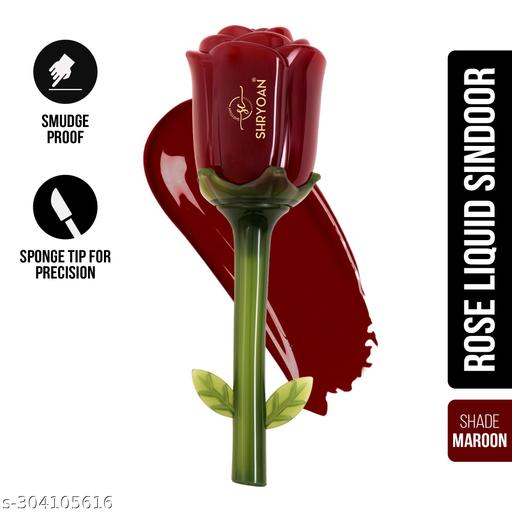 SMUDGE
PROOF
SPONGE TIP FOR
PRECISION
SHRYOAN
ROSE LIQUID SINDOOR
SHADE
MAROON
s-304105616